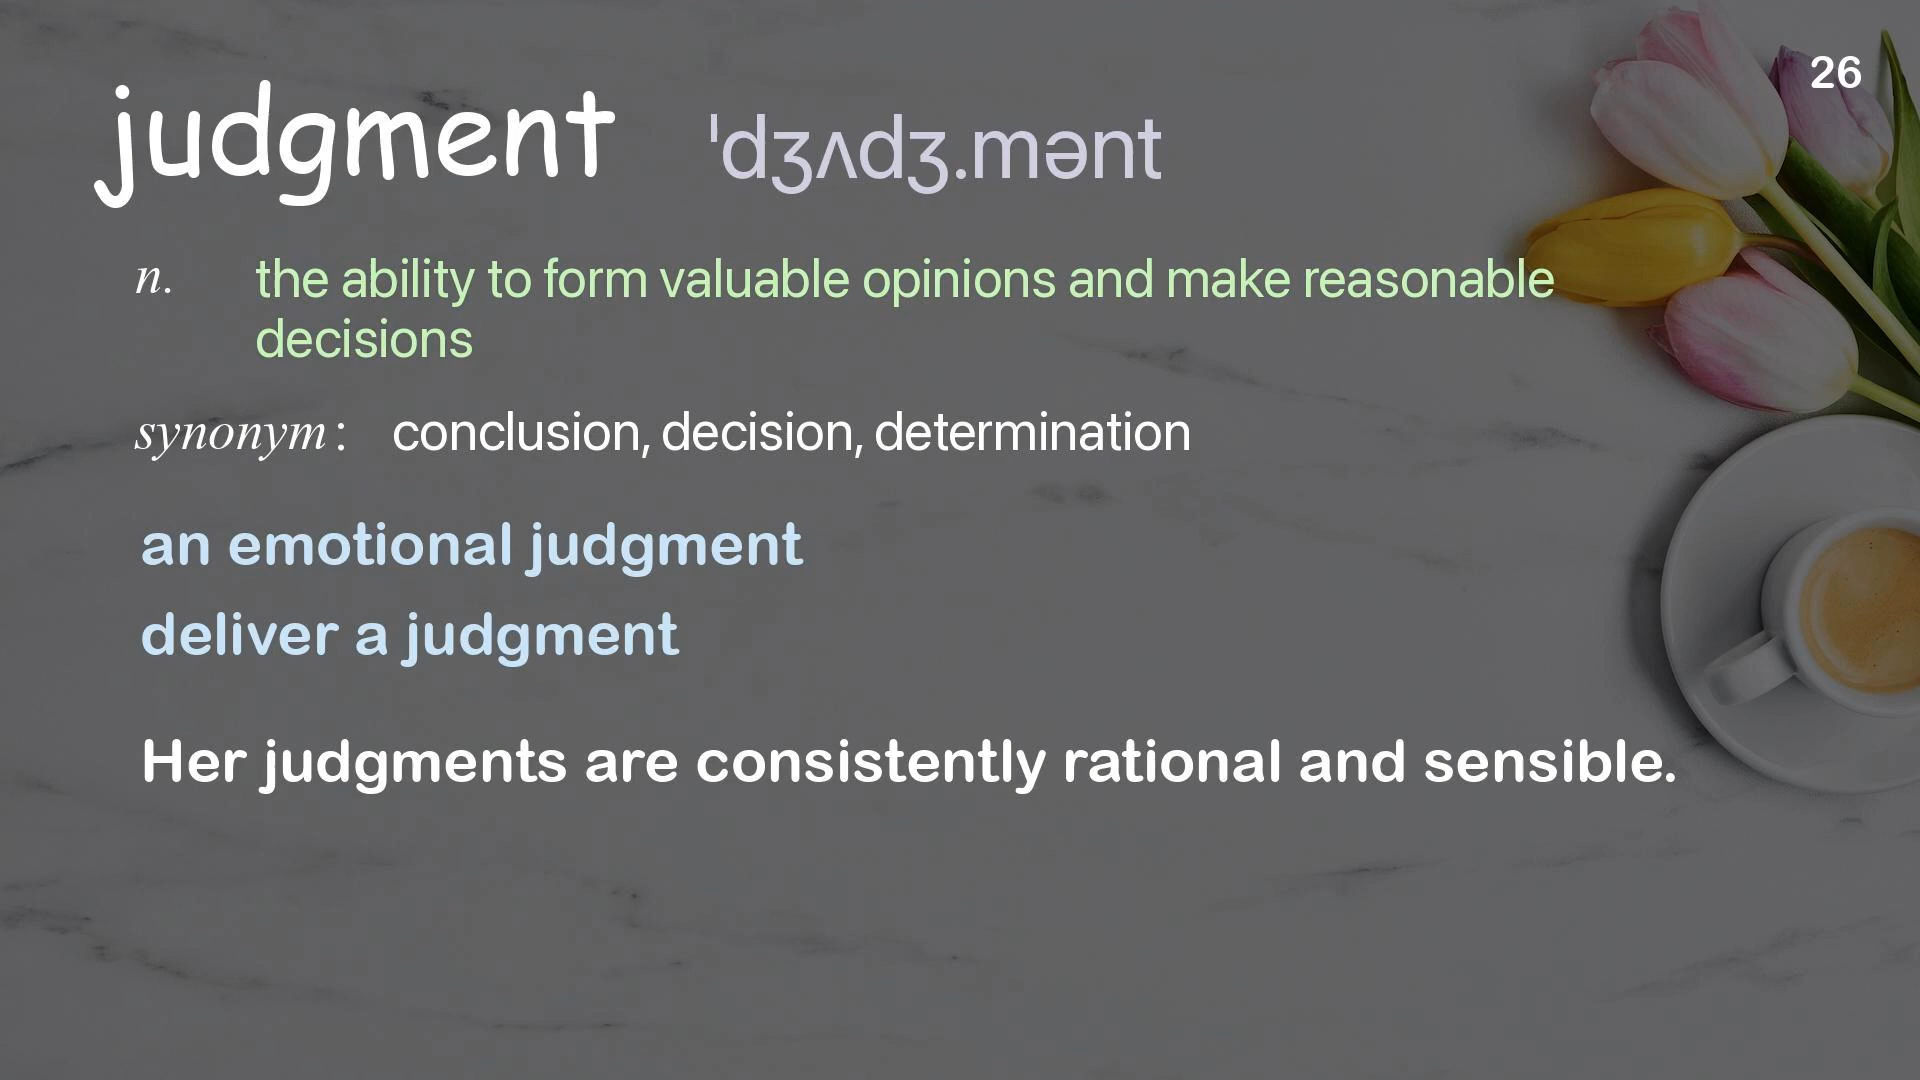 26
judgment ˈdʒʌdʒ.mənt
n. the ability to form valuable opinions and make reasonable
decisions
synonym: conclusion, decision, determination
an emotional judgment
deliver a judgment
Her judgments are consistently rational and sensible.